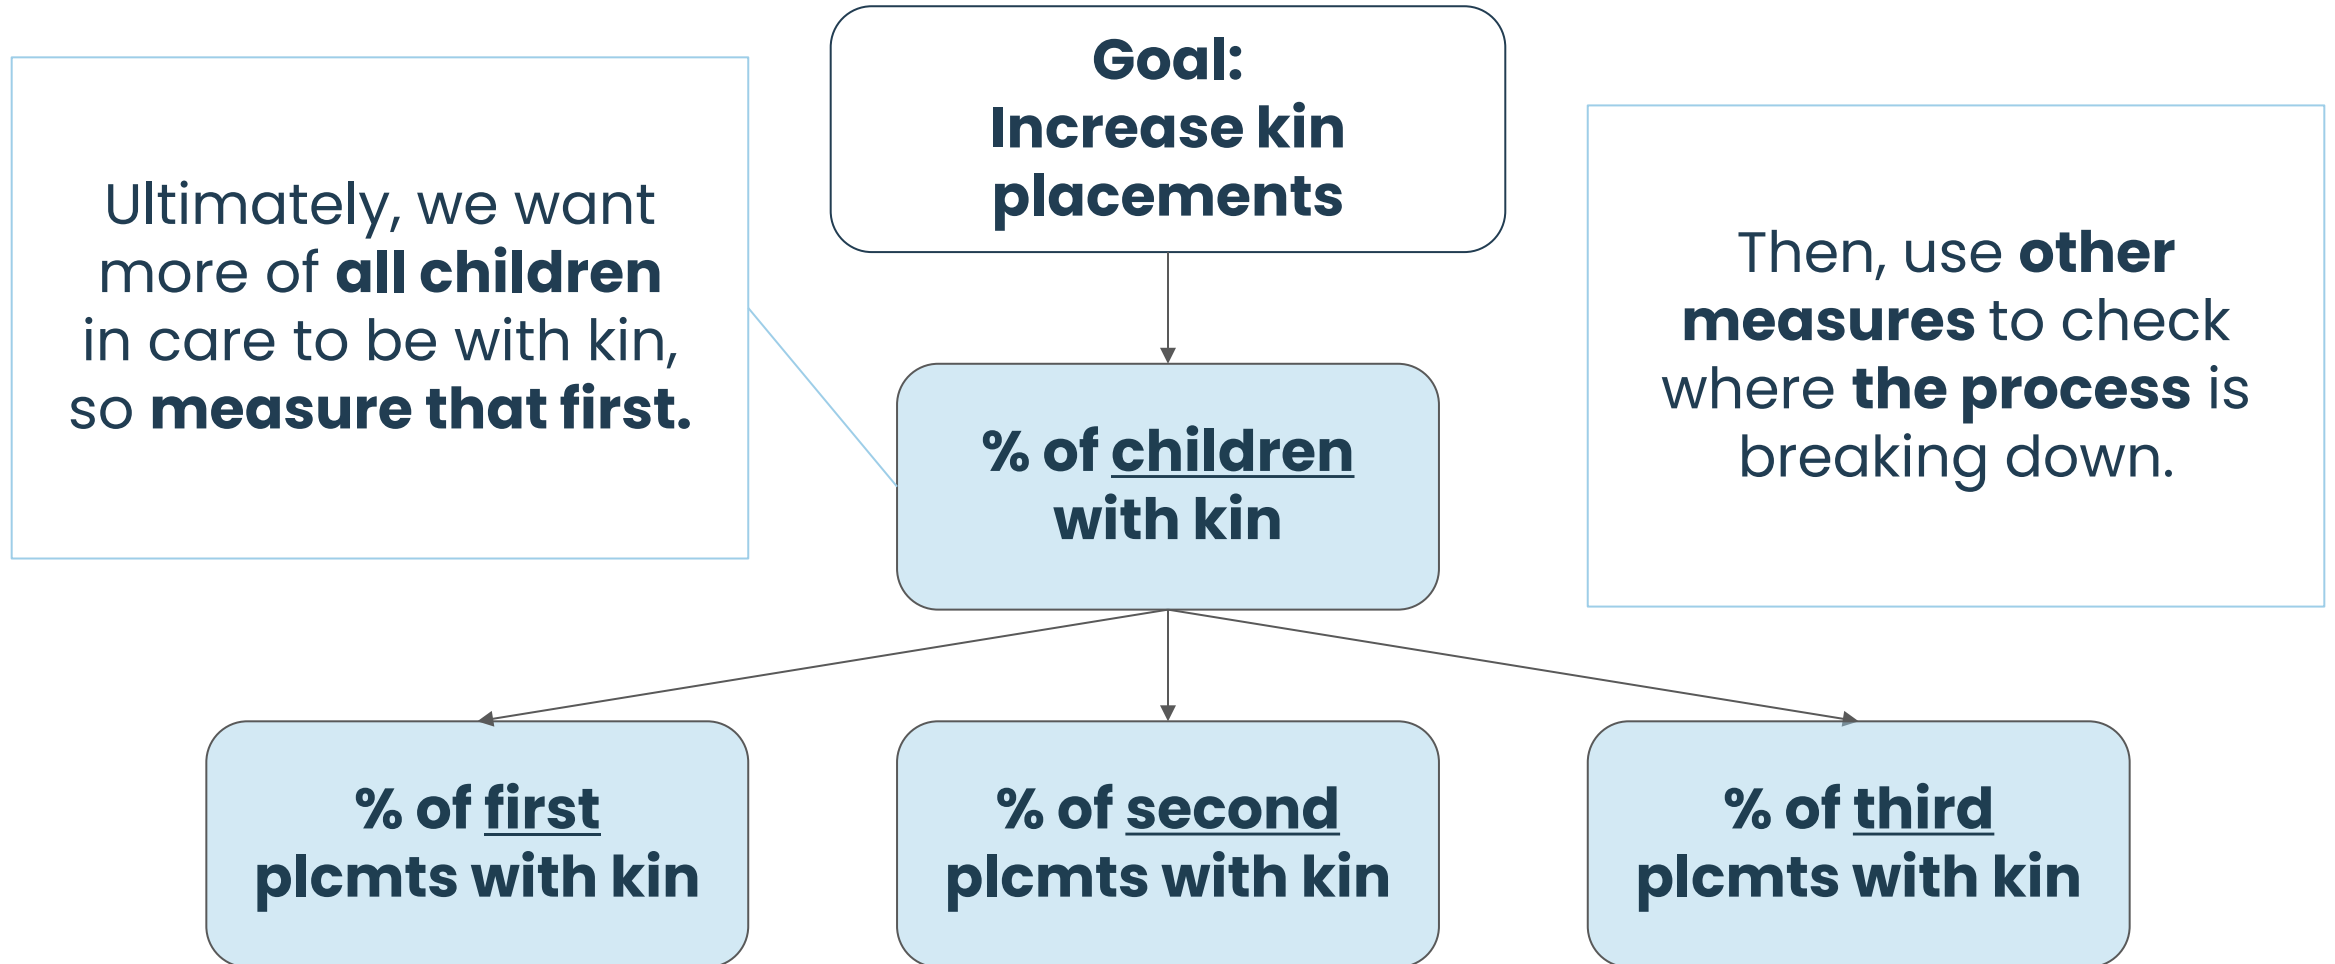 Goal:
Increase kin
placements
Ultimately, we want
more of all children
in care to be with kin,
so measure that first.
Then, use other
measures to check
where the process is
breaking down.
% of children
with kin
% of first
plcmts with kin
% of second
plcmts with kin
% of third
plcmts with kin